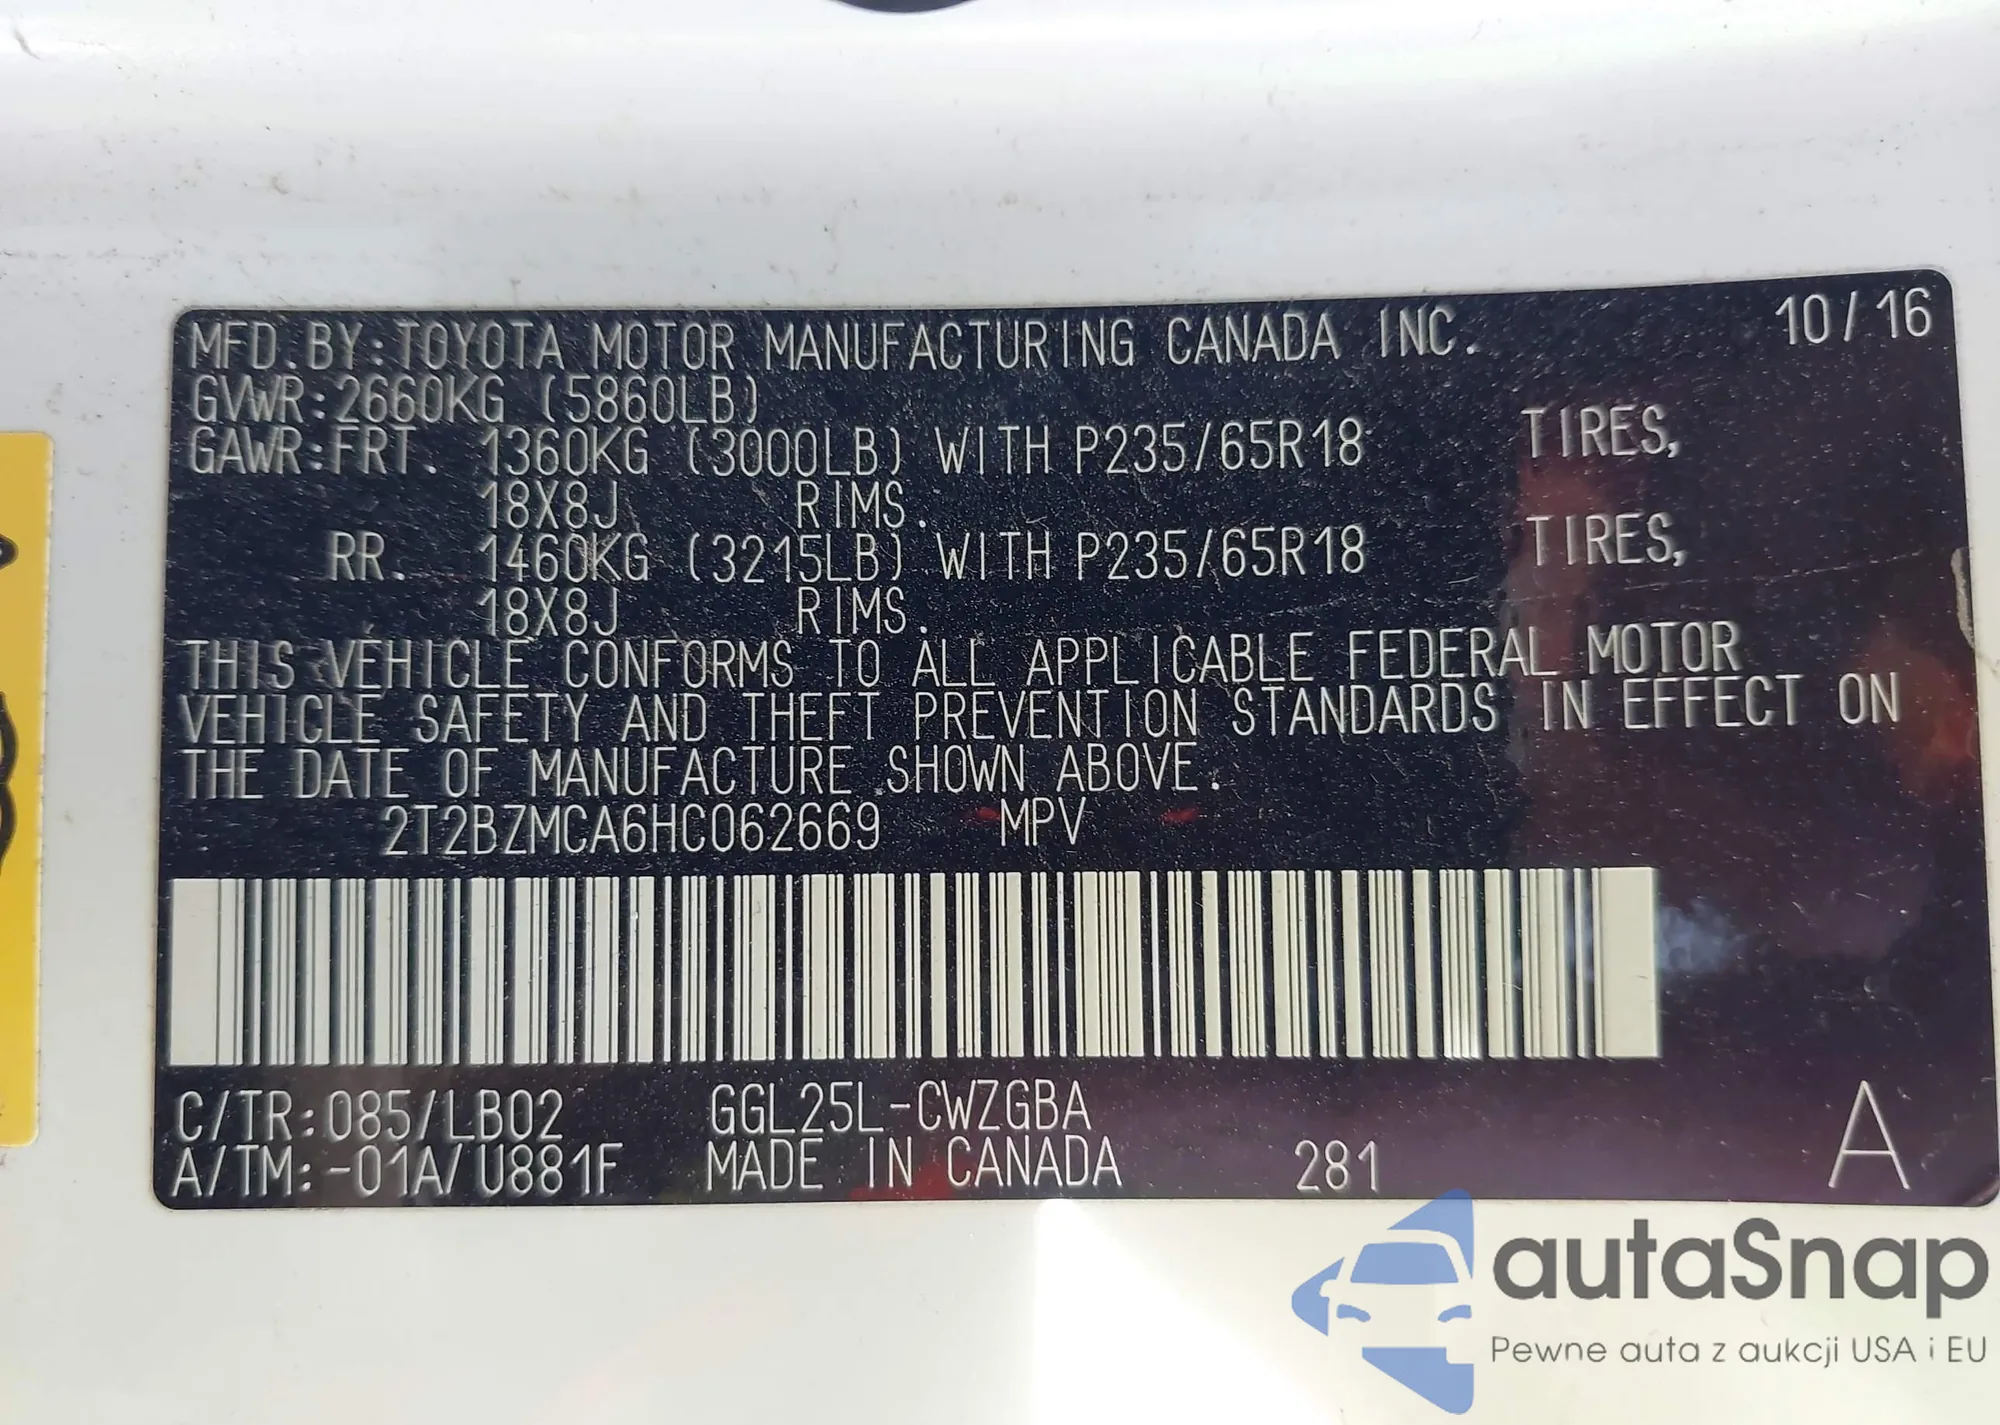 MFD.BY:TOYOTA MOTOR MANUFACTURING CANADA INC. 10/16
GVWR:2660KG (5860LB)
GAWR:FRT. 1360KG (3000LB) WITH P235/65R18 TIRES,
18X8J RIMS.
RR. 1460KG (3215LB) WITH P235/65R18 TIRES,
18X8J RIMS.
THIS VEHICLE CONFORMS TO ALL APPLICABLE FEDERAL MOTOR
VEHICLE SAFETY AND THEFT PREVENTION STANDARDS IN EFFECT ON
THE DATE OF MANUFACTURE SHOWN ABOVE.
2T2BZMCA6HC062669 MPV
C/TR:085/LB02 GGL25L-CWZGBA
A/TM:-01A/U881F MADE IN CANADA 281 A
autaSnap
Pewne auta z aukcji USA i EU